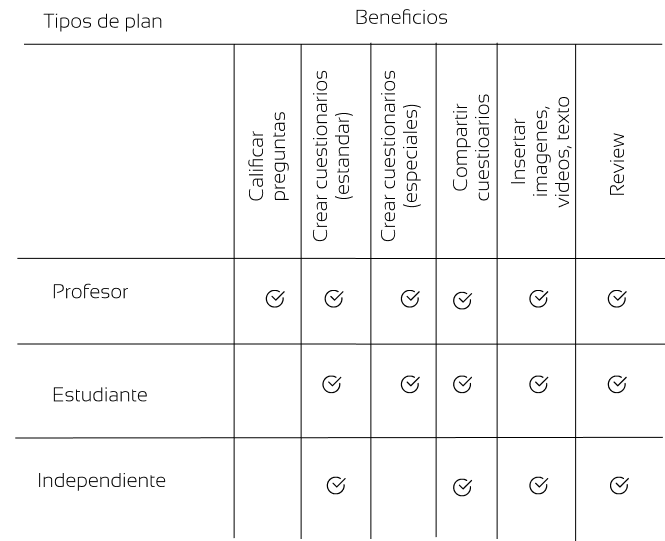 Tipos de plan
Beneficios
Calificar
preguntas
Crear cuestionarios
(estandar)
Crear cuestionarios
(especiales)
Compartir
cuestioarios
Insertar
imagenes,
videos, texto
Review
Profesor
Estudiante
Independiente